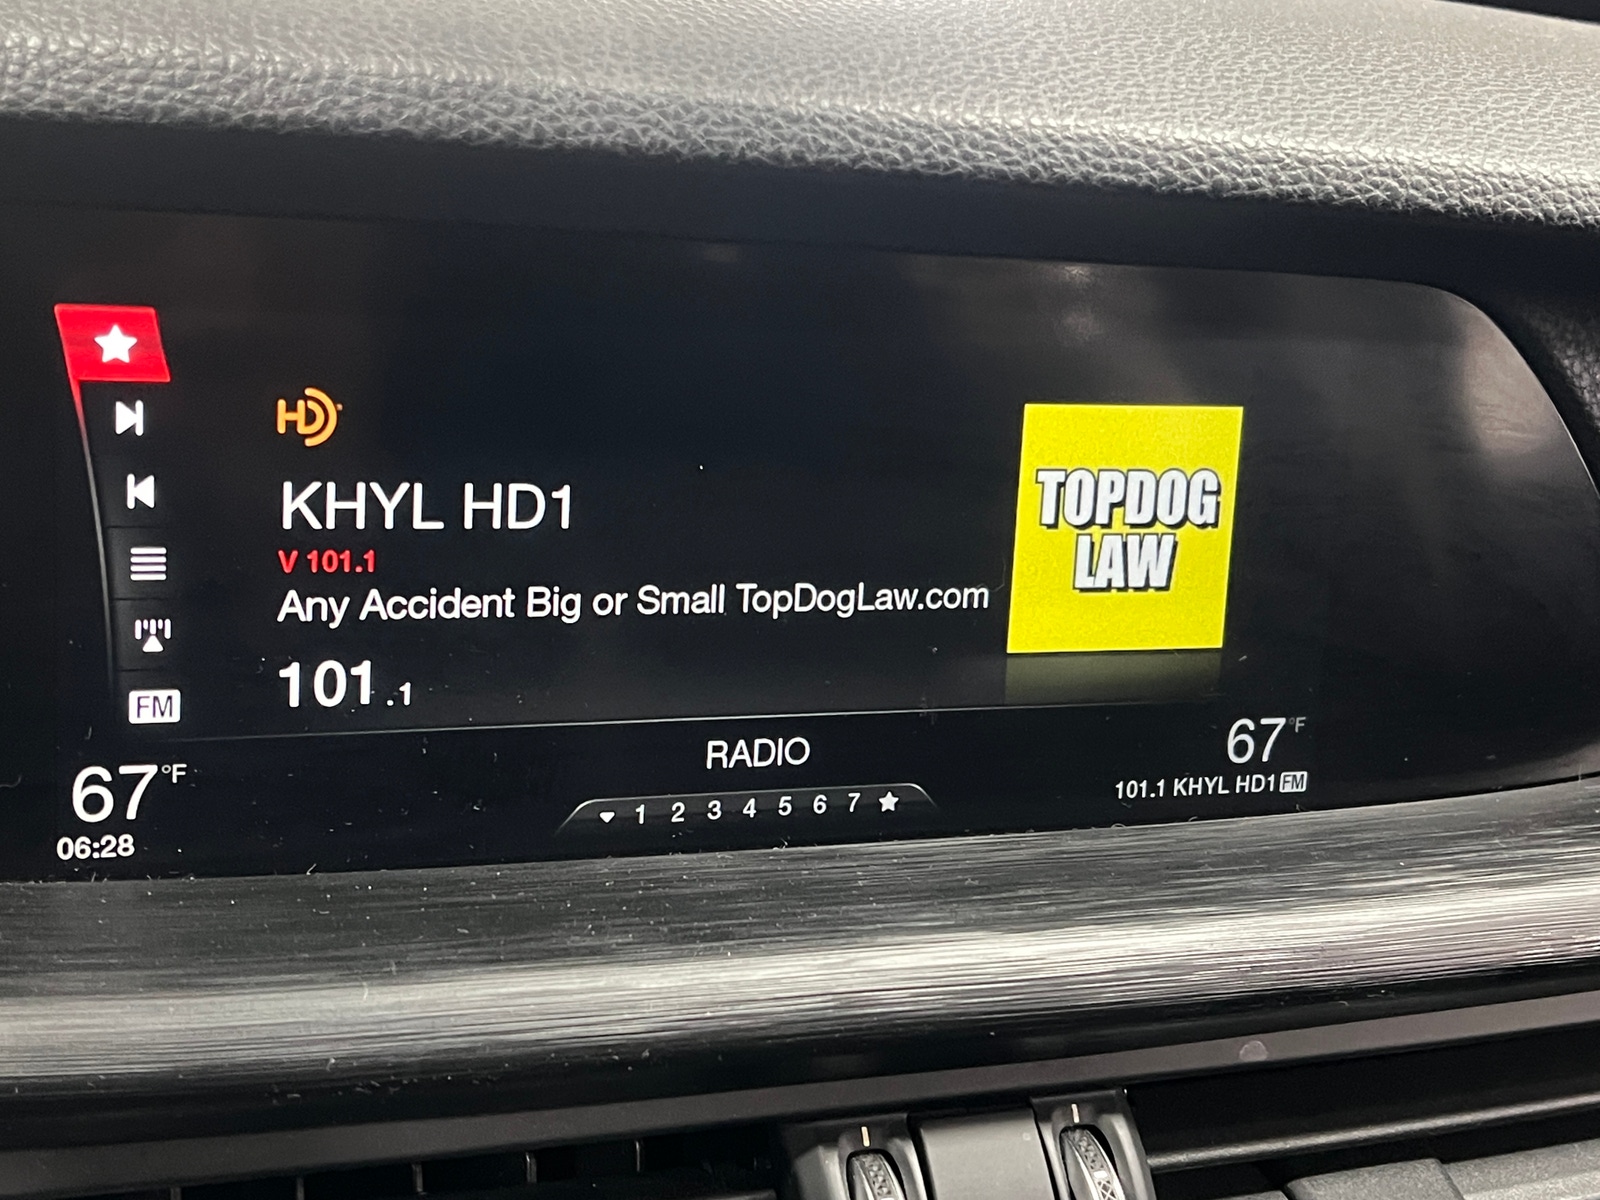 HD
KHYL HD1
V 101.1
Any Accident Big or Small TopDogLaw.com
101.1
TOPDOG
LAW
FM
RADIO
67°F
06:28
1 2 3 4 5 6 7
67°F
101.1 KHYL HD1 FM